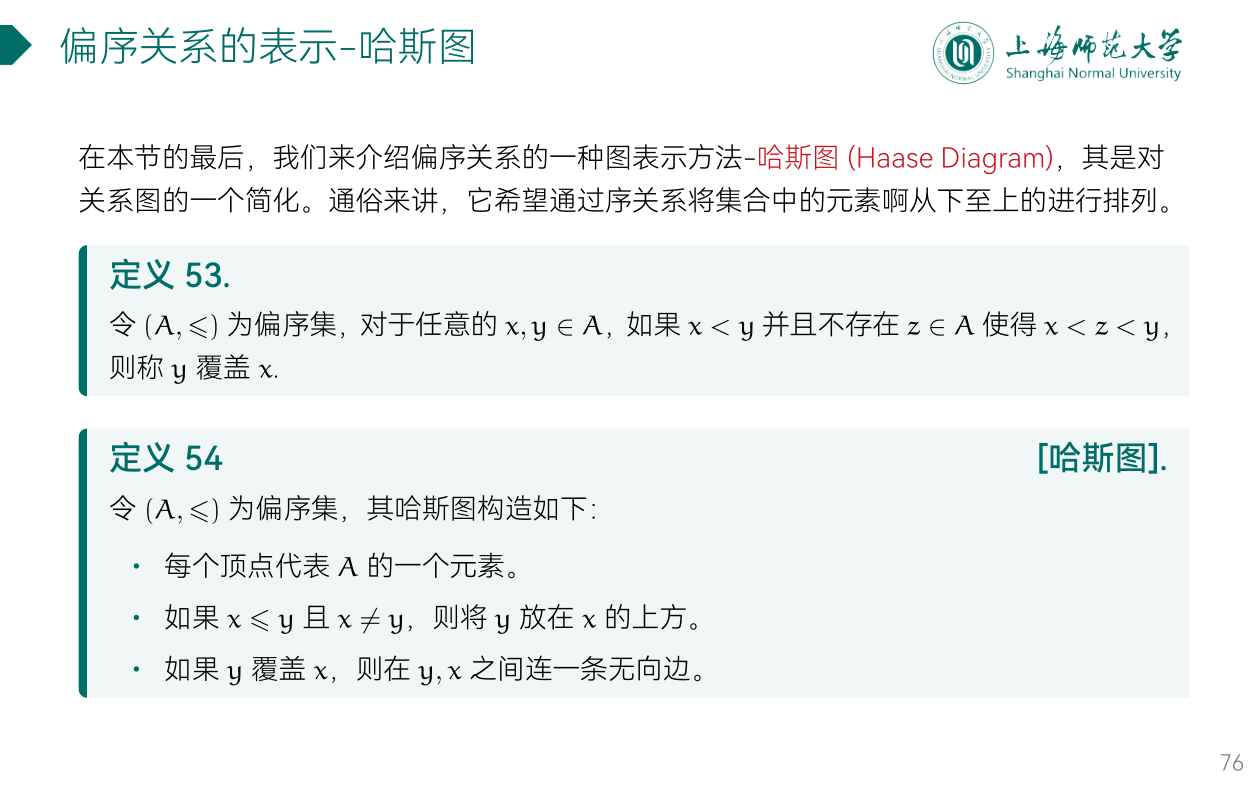 偏序关系的表示-哈斯图
上海师范大学
Shanghai Normal University
在本节的最后，我们来介绍偏序关系的一种图表示方法-哈斯图 (Haase Diagram)，其是对
关系图的一个简化。通俗来讲，它希望通过序关系将集合中的元素啊从下至上的进行排列。
定义 53.
令 (A, ⩽) 为偏序集，对于任意的 x, y ∈ A，如果 x < y 并且不存在 z ∈ A 使得 x < z < y，
则称 y 覆盖 x.
定义 54 [哈斯图].
令 (A, ⩽) 为偏序集，其哈斯图构造如下：
• 每个顶点代表 A 的一个元素。
• 如果 x ⩽ y 且 x ≠ y，则将 y 放在 x 的上方。
• 如果 y 覆盖 x，则在 y, x 之间连一条无向边。
76